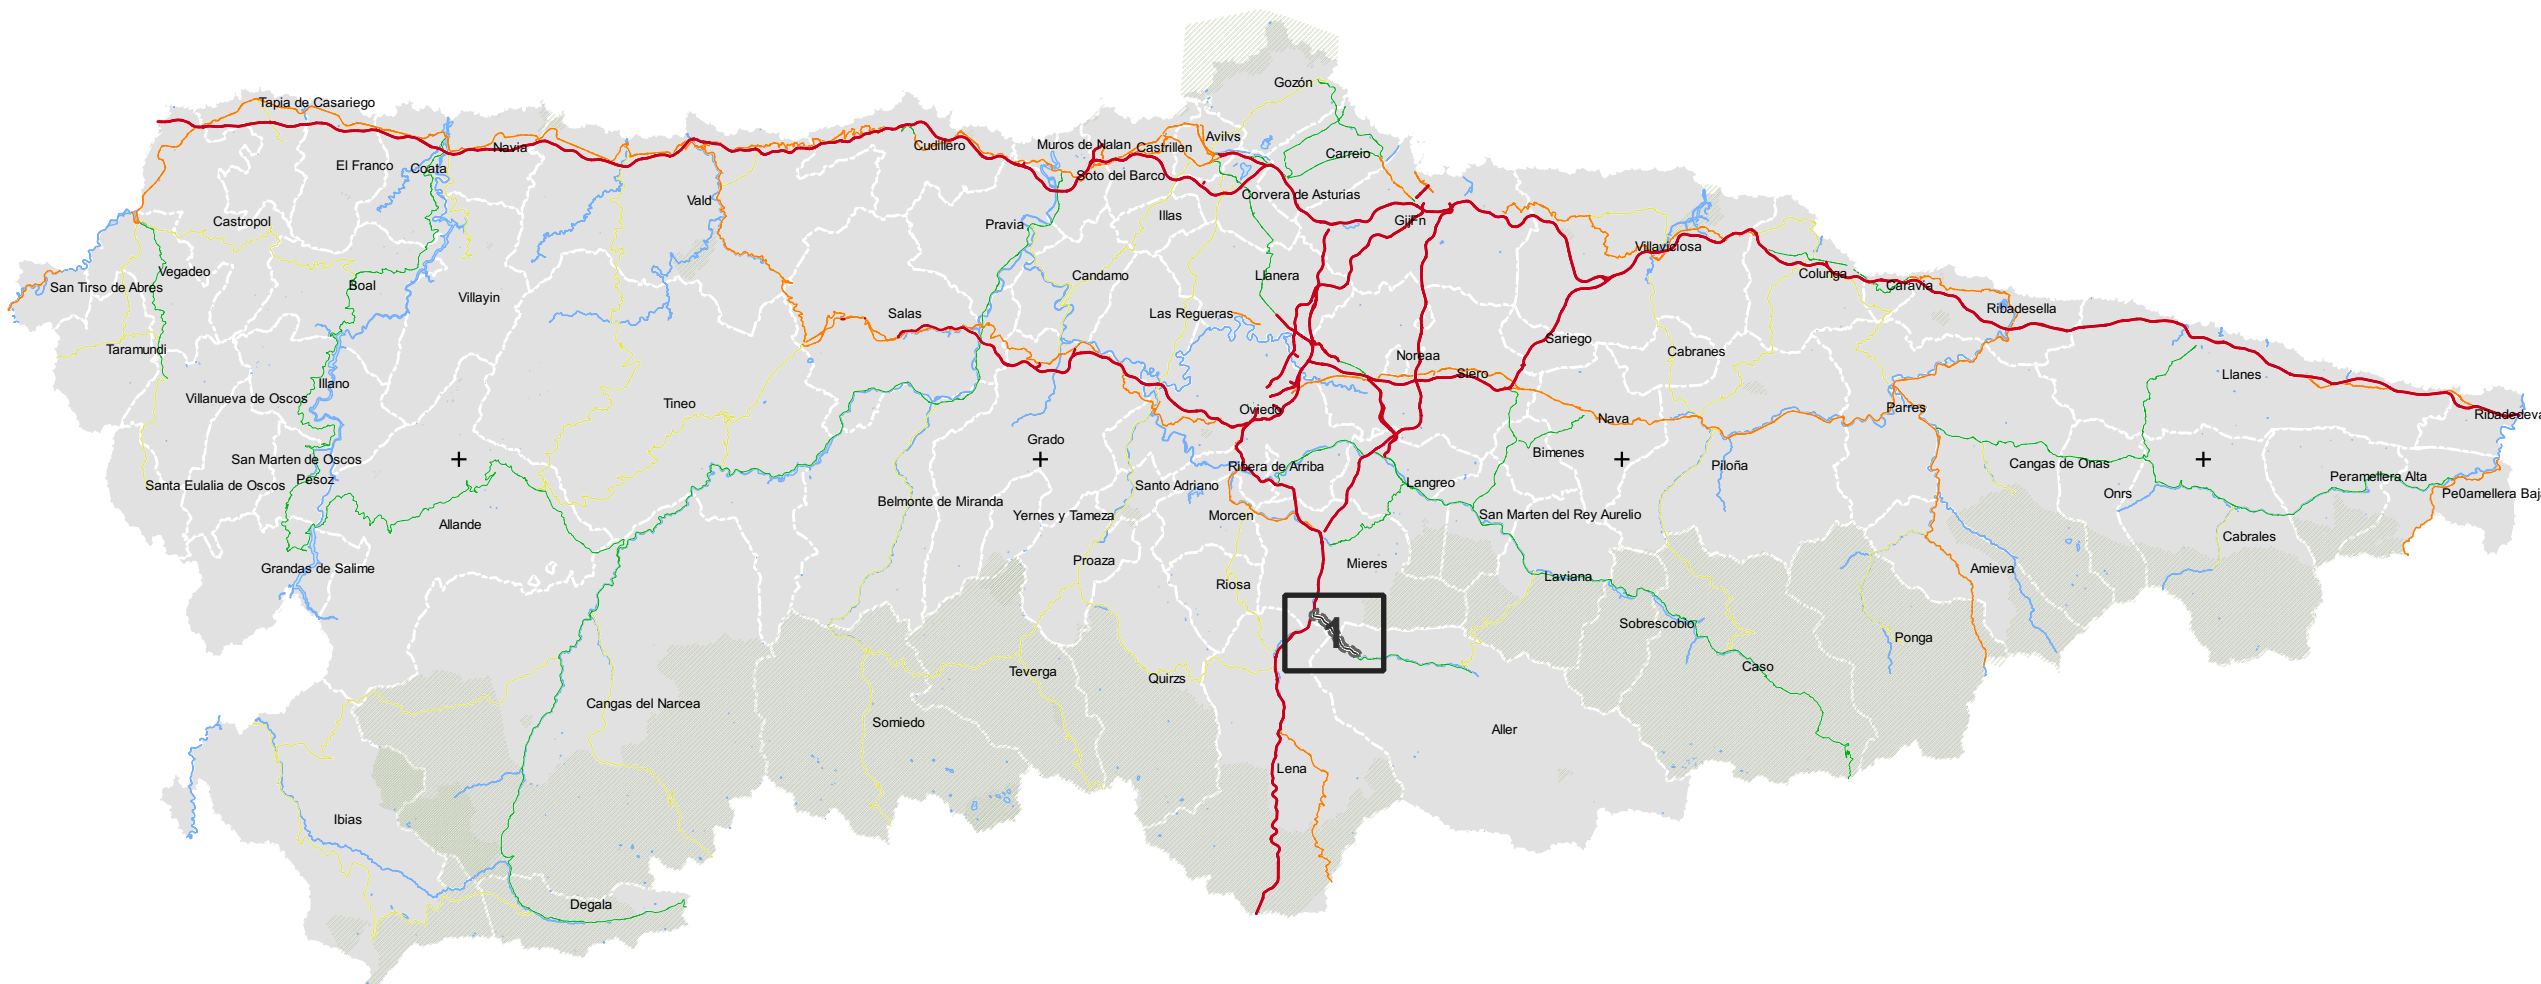 Gozón
Tapia de Casariego
Avilvs
Muros de Nalan
Castrillen
Cudillero
Navia
Carreio
El Franco
Coata
Soto del Barco
Corvera de Asturias
Vald
Illas
GijFn
Castropol
Pravia
Villaviciosa
Vegadeo
Candamo
Llanera
Colunga
San Tirso de Abres
Boal
Caravia
Villayin
Ribadesella
Salas
Las Regueras
Sariego
Taramundi
Noreaa
Cabranes
Siero
Llanes
Illano
Villanueva de Oscos
Tineo
Oviedo
Parres
Ribadedeva
Nava
Grado
Bimenes
San Marten de Oscos
Ribera de Arriba
Piloña
Cangas de Onas
Pesoz
Santa Eulalia de Oscos
Santo Adriano
Langreo
Peramellera Alta
Onrs
Pe0amellera Baj
Belmonte de Miranda
Yernes y Tameza
Morcen
San Marten del Rey Aurelio
Allande
Cabrales
Proaza
Mieres
Grandas de Salime
Amieva
Laviana
Riosa
Sobrescobio
1
Ponga
Caso
Teverga
Quirzs
Cangas del Narcea
Somiedo
Aller
Lena
Ibias
Degala